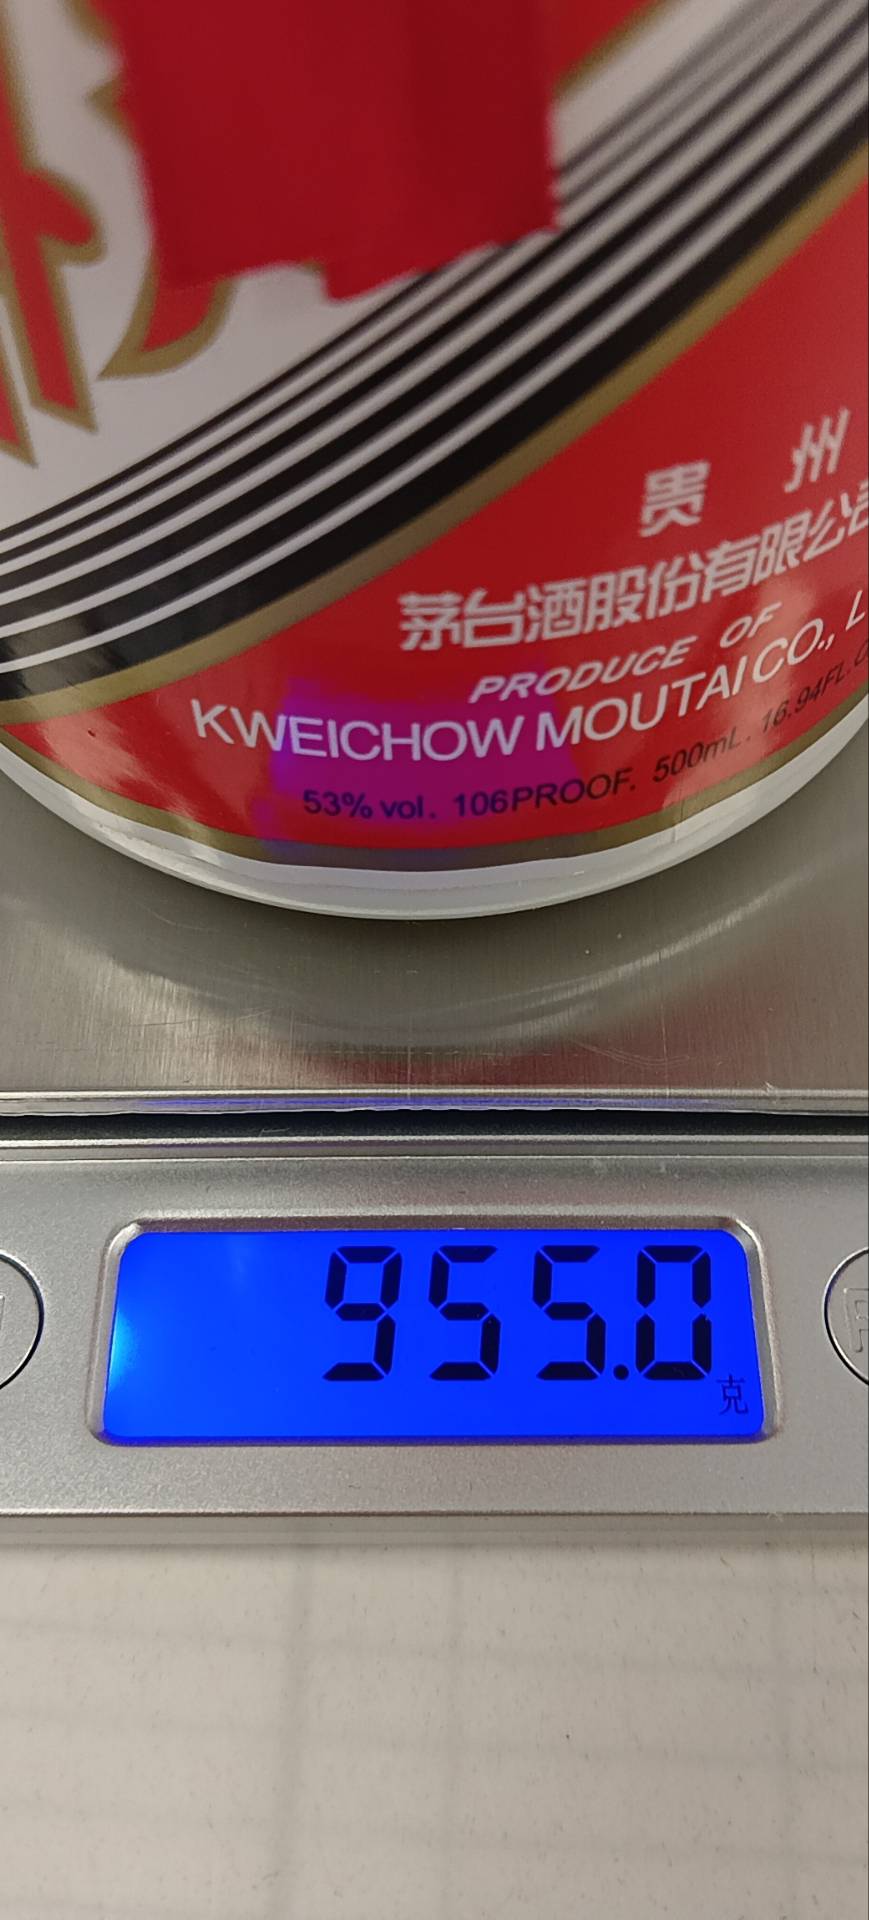 贵 州
茅台酒股份有限公司
PRODUCE OF
KWEICHOW MOUTAI CO., L
53% vol. 106PROOF. 500mL. 16.94FL.O
955.0
克